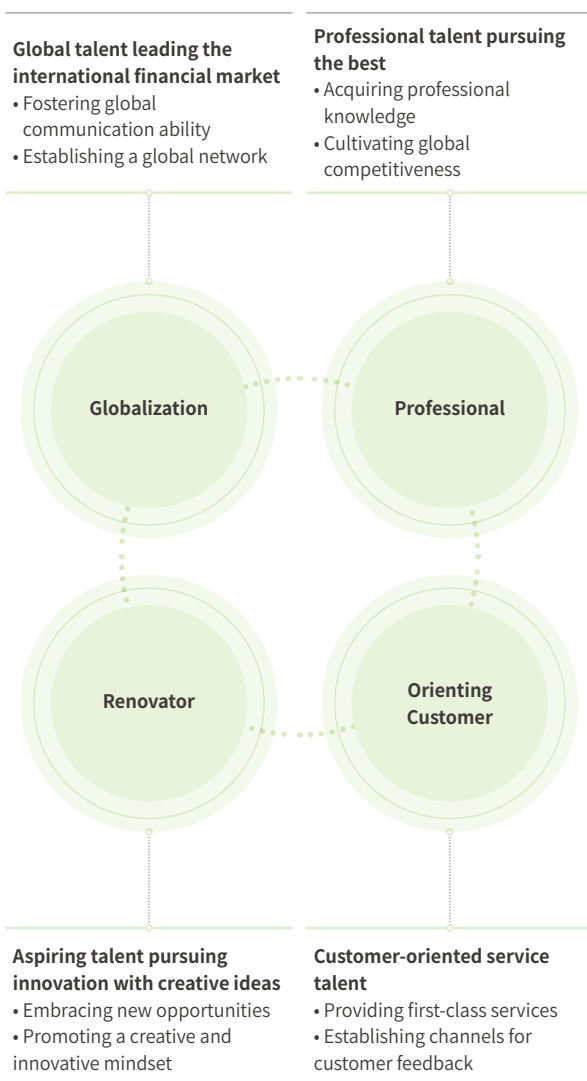 Global talent leading the
international financial market
• Fostering global
communication ability
• Establishing a global network
Professional talent pursuing
the best
• Acquiring professional
knowledge
• Cultivating global
competitiveness
Globalization
Professional
Renovator
Orienting
Customer
Aspiring talent pursuing
innovation with creative ideas
• Embracing new opportunities
• Promoting a creative and
innovative mindset
Customer-oriented service
talent
• Providing first-class services
• Establishing channels for
customer feedback